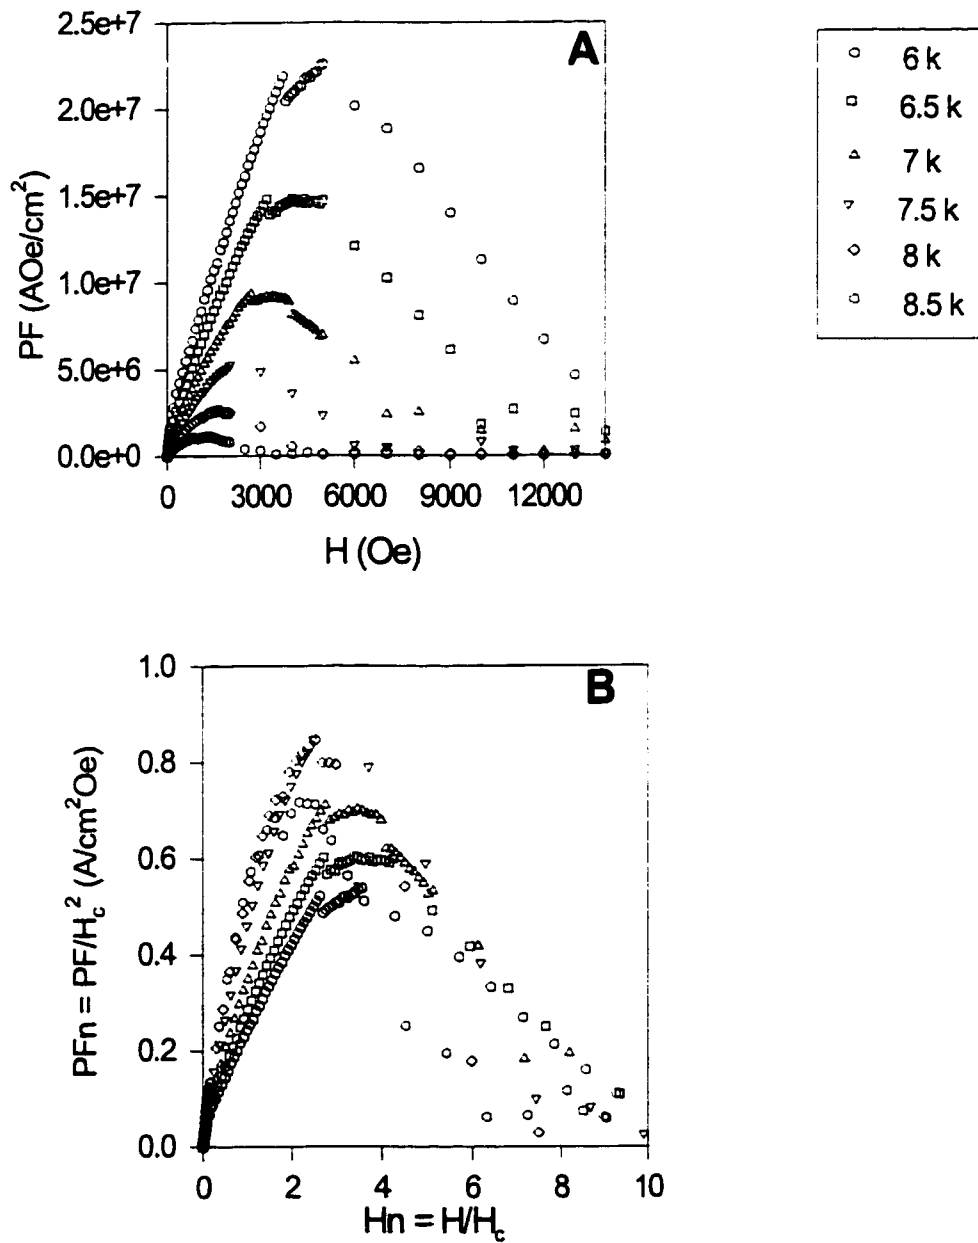 A
2.5e+7
2.0e+7
1.5e+7
1.0e+7
5.0e+6
0.0e+0
PF (AOe/cm²)
0 3000 6000 9000 12000
H (Oe)
6 k
6.5 k
7 k
7.5 k
8 k
8.5 k
B
1.0
0.8
0.6
0.4
0.2
0.0
PFn = PF/H_c² (A/cm²Oe)
0 2 4 6 8 10
Hn = H/H_c